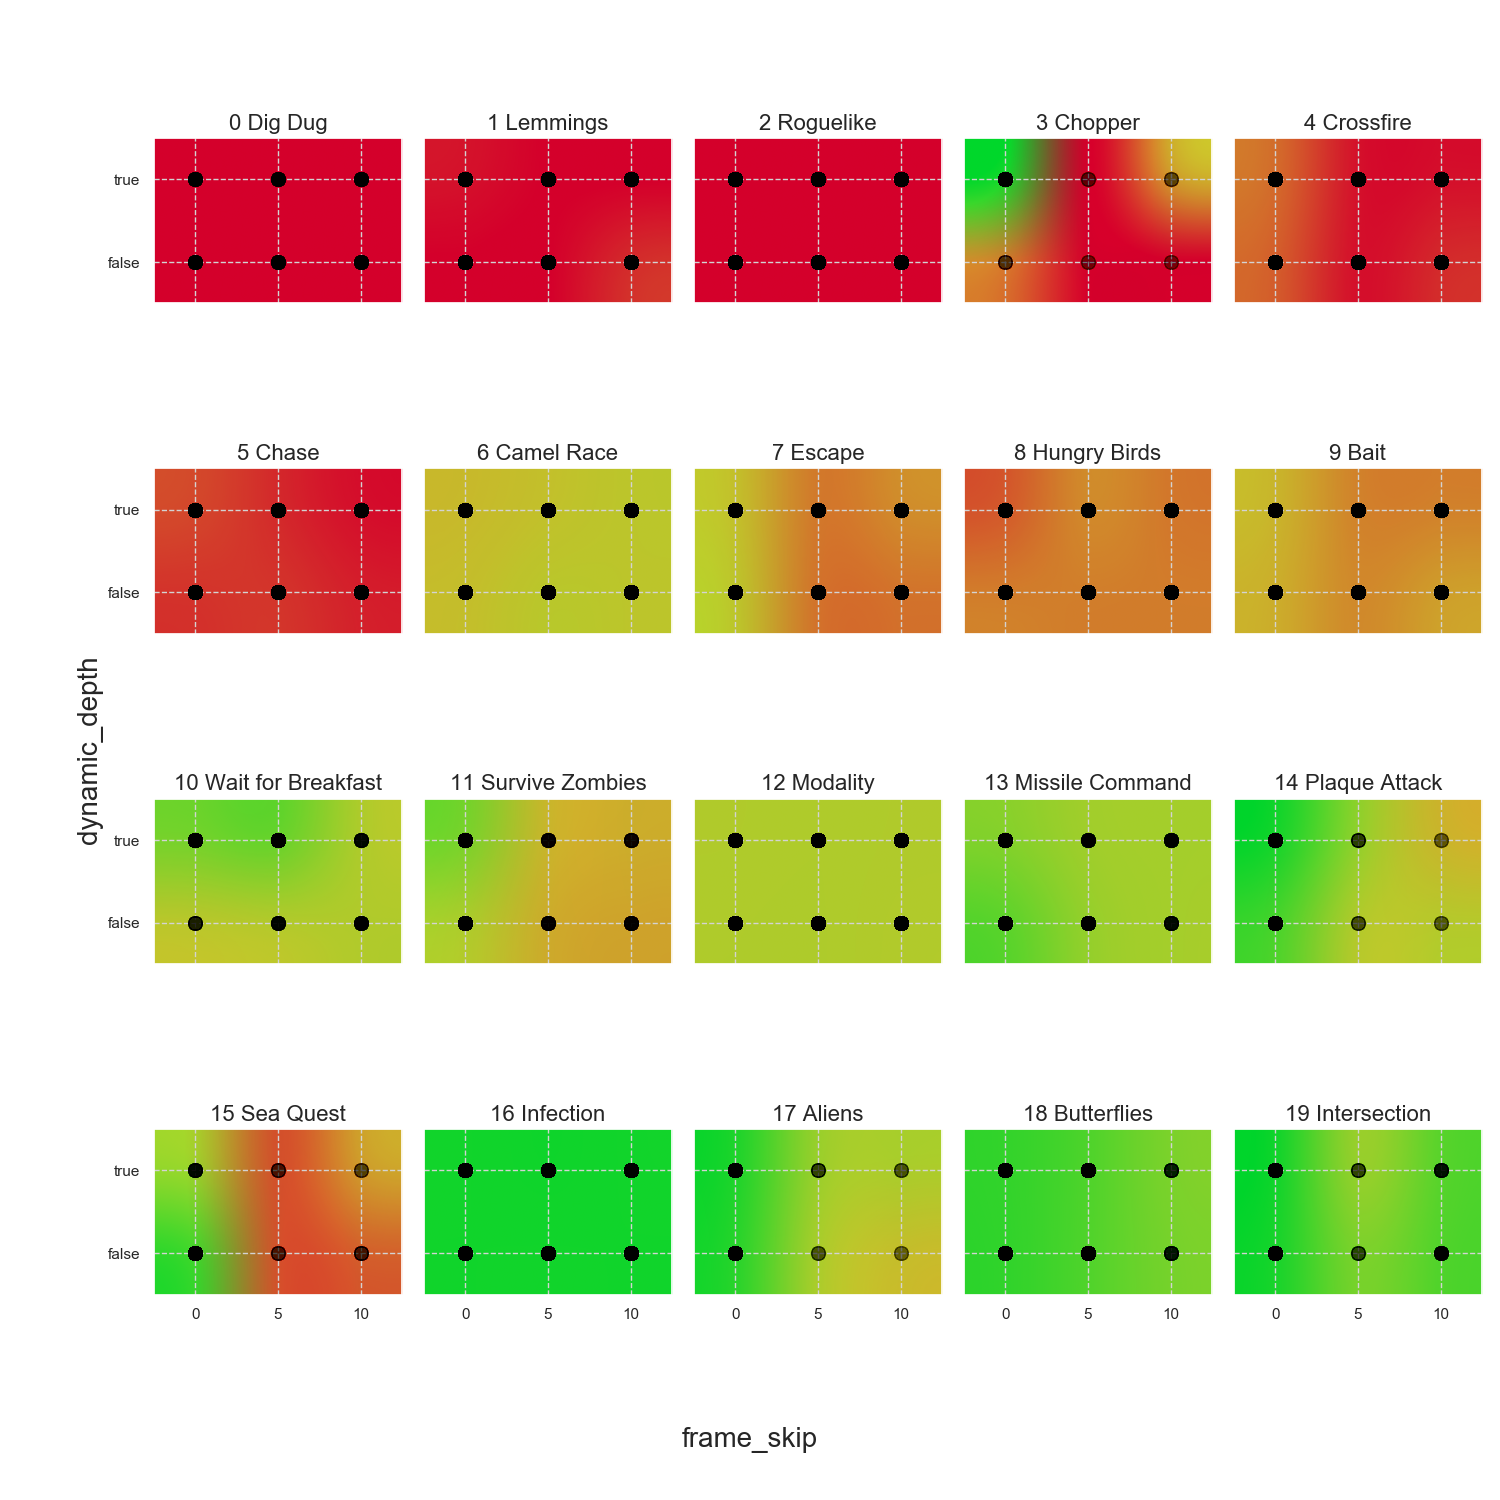 0 Dig Dug
1 Lemmings
2 Roguelike
3 Chopper
4 Crossfire
true
false
5 Chase
6 Camel Race
7 Escape
8 Hungry Birds
9 Bait
true
false
dynamic_depth
10 Wait for Breakfast
11 Survive Zombies
12 Modality
13 Missile Command
14 Plaque Attack
true
false
15 Sea Quest
16 Infection
17 Aliens
18 Butterflies
19 Intersection
true
false
0 5 10 0 5 10 0 5 10 0 5 10 0 5 10
frame_skip